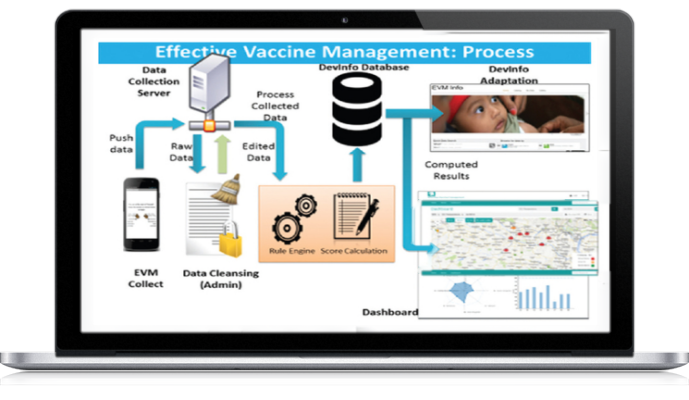 Effective Vaccine Management: Process
Data
Collection
Server
DevInfo Database
DevInfo
Adaptation
Process
Collected
Data
Push
data
Raw
Data
Edited
Data
EVM Info
Computed
Results
Rule Engine
Score Calculation
EVM
Collect
Data Cleansing
(Admin)
Dashboard